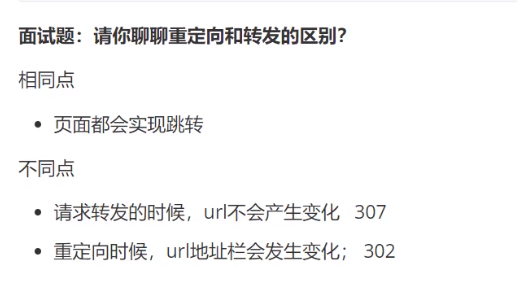 面试题：请你聊聊重定向和转发的区别？
相同点
• 页面都会实现跳转
不同点
• 请求转发的时候，url不会产生变化 307
• 重定向时候，url地址栏会发生变化； 302